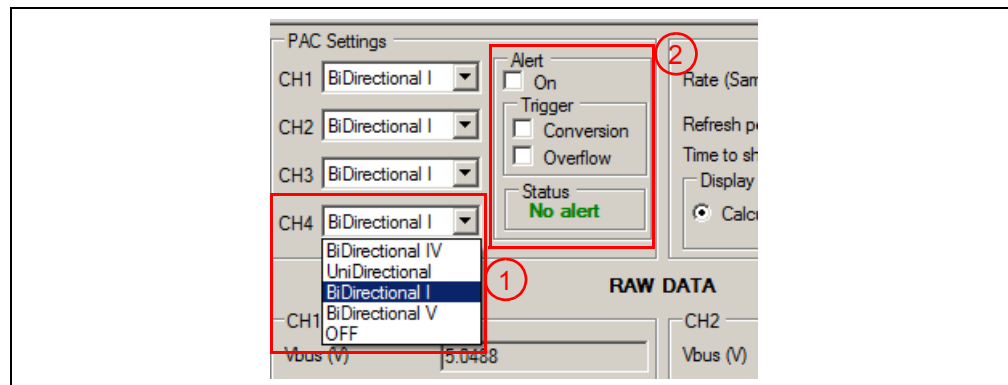 PAC Settings
CH1 BiDirectional I
CH2 BiDirectional I
CH3 BiDirectional I
CH4 BiDirectional I
BiDirectional IV
UniDirectional
BiDirectional I
BiDirectional V
OFF
1
Alert
On
Trigger
Conversion
Overflow
Status
No alert
2
Rate (Sam
Refresh p
Time to sh
Display
Calc
RAW DATA
CH1
Vbus (V) 5.0488
CH2
Vbus (V)